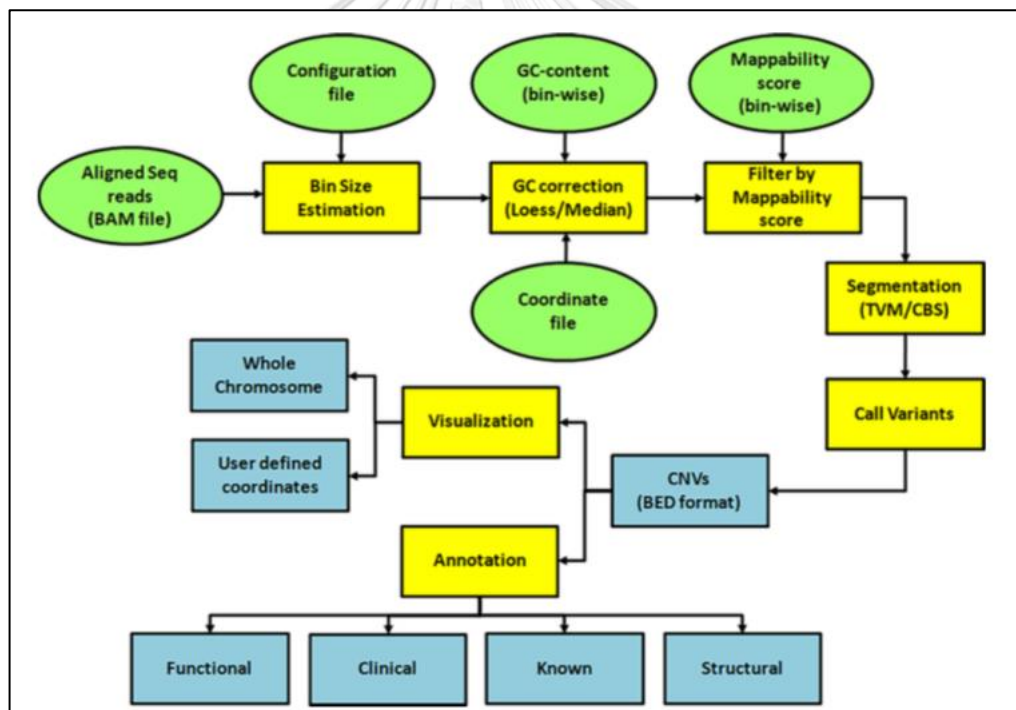 Configuration
file
GC-content
(bin-wise)
Mappability
score
(bin-wise)
Aligned Seq
reads
(BAM file)
Bin Size
Estimation
GC correction
(Loess/Median)
Filter by
Mappability
score
Coordinate
file
Segmentation
(TVM/CBS)
Whole
Chromosome
Visualization
Call Variants
User defined
coordinates
CNVs
(BED format)
Annotation
Functional
Clinical
Known
Structural